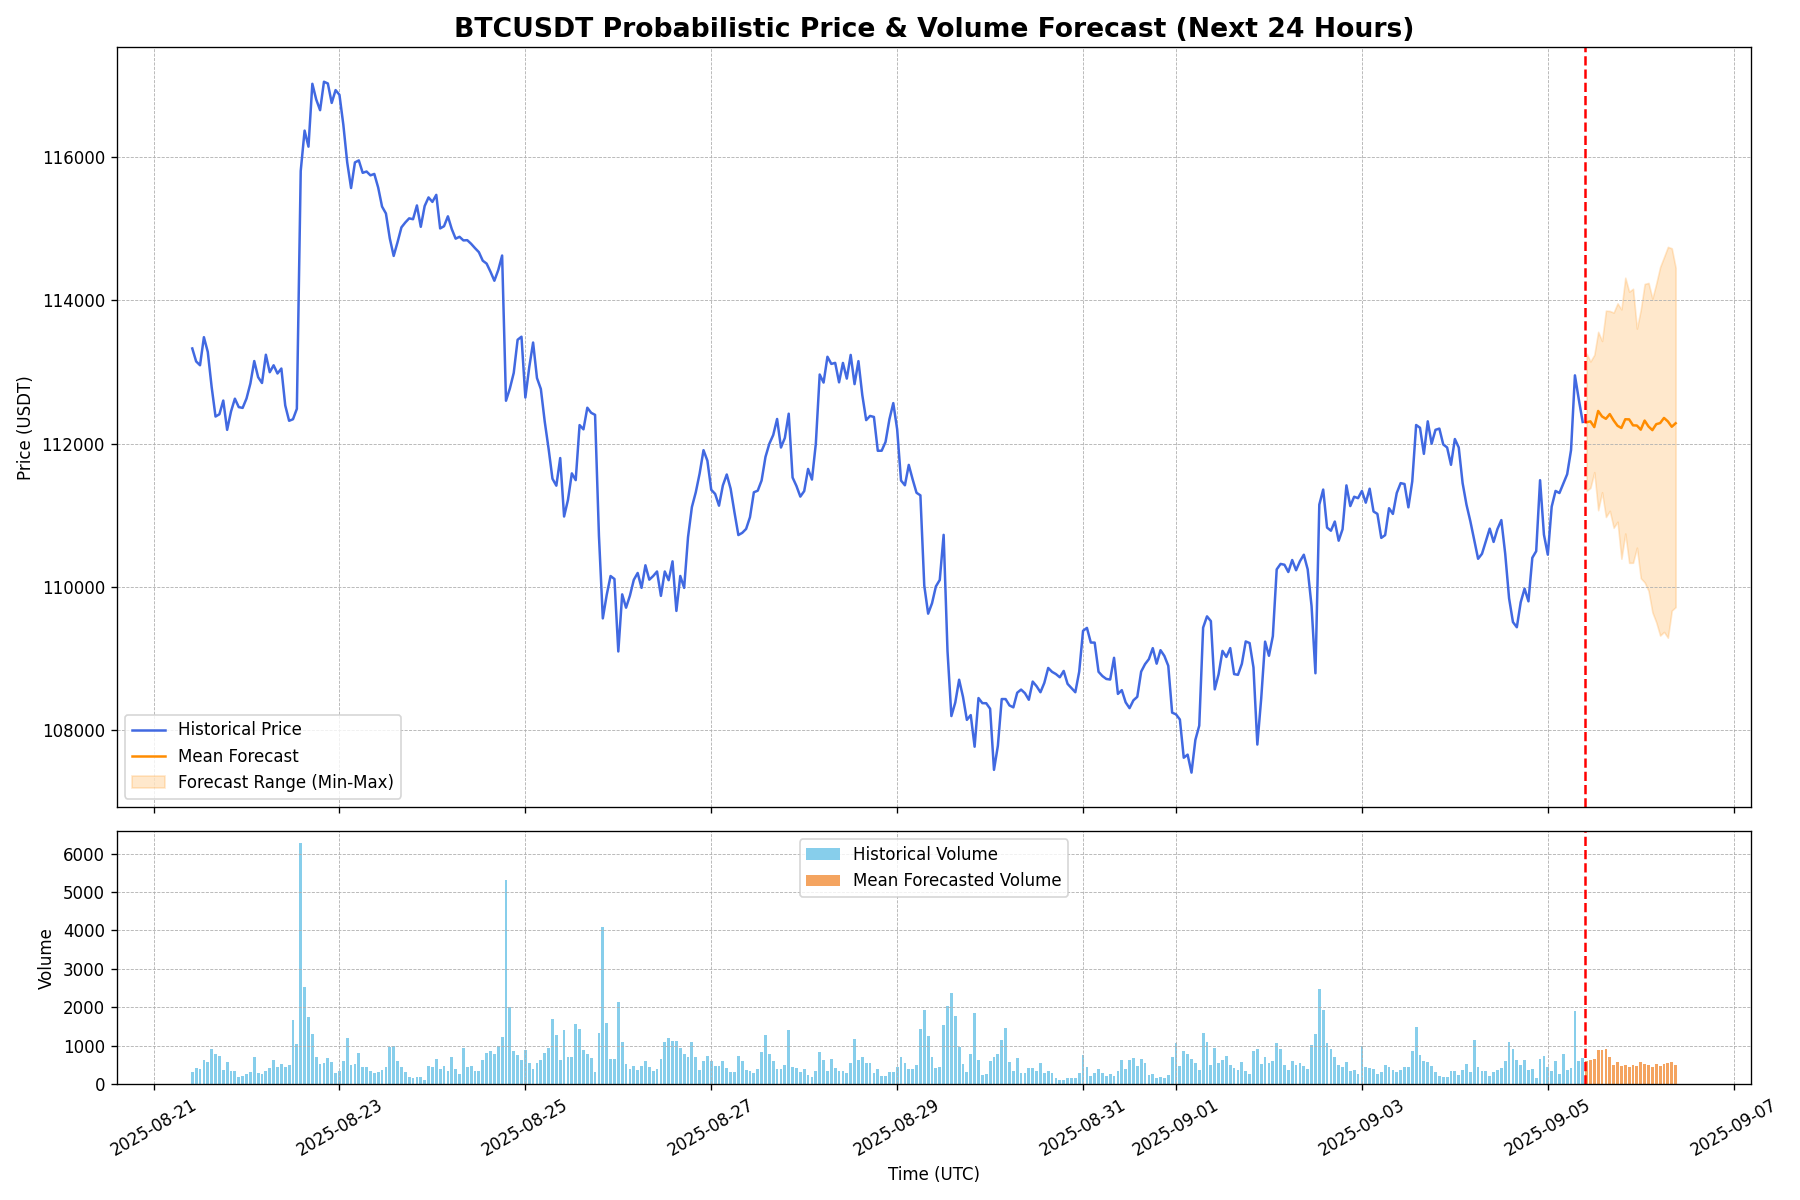 BTCUSDT Probabilistic Price & Volume Forecast (Next 24 Hours)
Price (USDT)
116000
114000
112000
110000
108000
Historical Price
Mean Forecast
Forecast Range (Min-Max)
Volume
6000
5000
4000
3000
2000
1000
0
Historical Volume
Mean Forecasted Volume
2025-08-21
2025-08-23
2025-08-25
2025-08-27
2025-08-29
2025-08-31
2025-09-01
2025-09-03
2025-09-05
2025-09-07
Time (UTC)